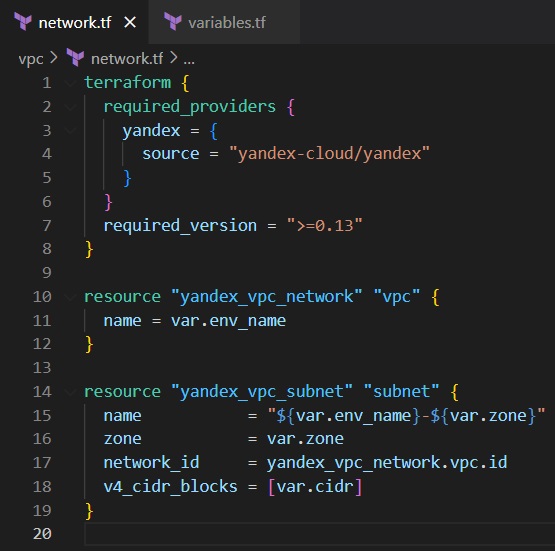 network.tf × variables.tf
vpc > network.tf > ...
1 terraform {
2   required_providers {
3     yandex = {
4       source = "yandex-cloud/yandex"
5     }
6   }
7   required_version = ">=0.13"
8 }
9
10 resource "yandex_vpc_network" "vpc" {
11   name = var.env_name
12 }
13
14 resource "yandex_vpc_subnet" "subnet" {
15   name           = "${var.env_name}-${var.zone}"
16   zone           = var.zone
17   network_id     = yandex_vpc_network.vpc.id
18   v4_cidr_blocks = [var.cidr]
19 }
20